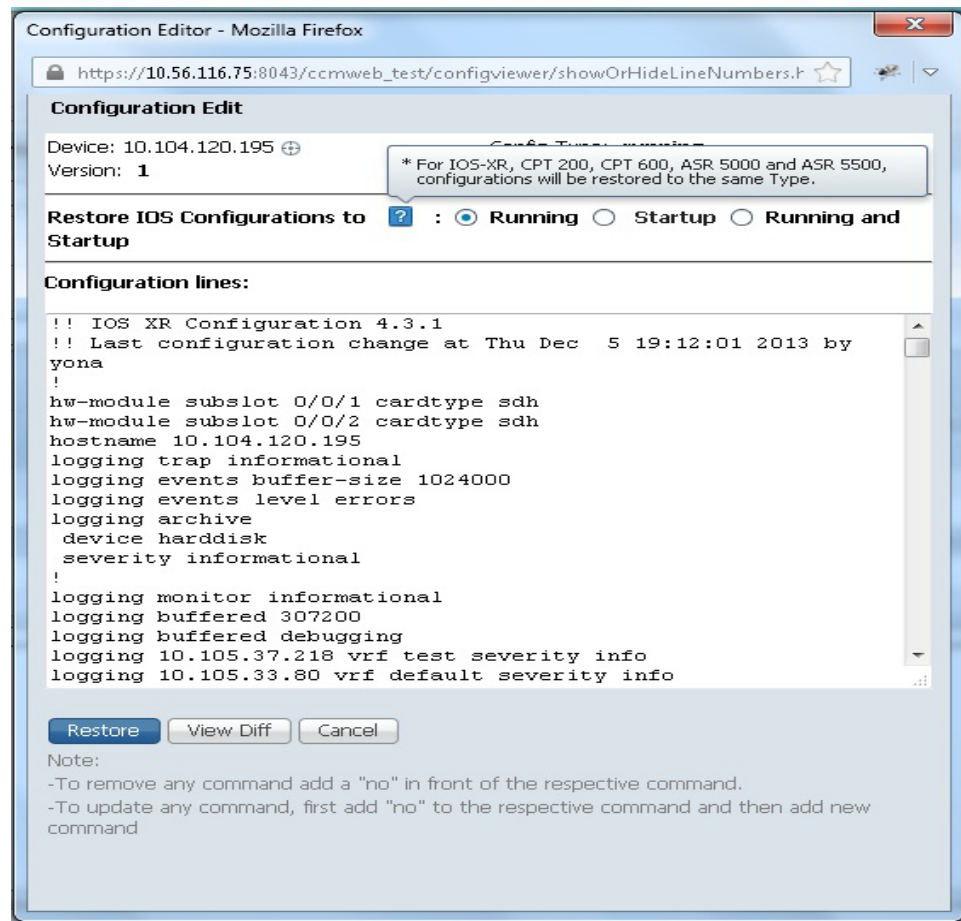 Configuration Editor - Mozilla Firefox
https://10.56.116.75:8043/ccmweb_test/configviewer/showOrHideLineNumbers.h
Configuration Edit
Device: 10.104.120.195
Version: 1
* For IOS-XR, CPT 200, CPT 600, ASR 5000 and ASR 5500,
configurations will be restored to the same Type.
Restore IOS Configurations to ? : Running Startup Running and
Startup
Configuration lines:
!! IOS XR Configuration 4.3.1
!! Last configuration change at Thu Dec  5 19:12:01 2013 by
yona
!
hw-module subslot 0/0/1 cardtype sdh
hw-module subslot 0/0/2 cardtype sdh
hostname 10.104.120.195
logging trap informational
logging events buffer-size 1024000
logging events level errors
logging archive
 device harddisk
 severity informational
!
logging monitor informational
logging buffered 307200
logging buffered debugging
logging 10.105.37.218 vrf test severity info
logging 10.105.33.80 vrf default severity info
Restore View Diff Cancel
Note:
-To remove any command add a "no" in front of the respective command.
-To update any command, first add "no" to the respective command and then add new
command